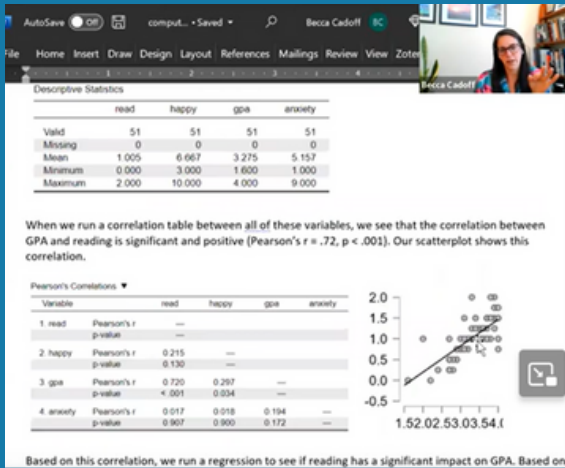 AutoSave Off comput... • Saved Becca Cadoff BC
File Home Insert Draw Design Layout References Mailings Review View Zoter
Becca Cadoff
Descriptive Statistics
read happy gpa anxiety
Valid 51 51 51 51
Missing 0 0 0 0
Mean 1.005 6.667 3.275 5.157
Minimum 0.000 3.000 1.600 1.000
Maximum 2.000 10.000 4.000 9.000
When we run a correlation table between all of these variables, we see that the correlation between
GPA and reading is significant and positive (Pearson's r = .72, p < .001). Our scatterplot shows this
correlation.
Pearson's Correlations ▼
Variable read happy gpa anxiety
1. read Pearson's r —
p-value —
2. happy Pearson's r 0.215 —
p-value 0.130 —
3. gpa Pearson's r 0.720 0.297 —
p-value < .001 0.034 —
4. anxiety Pearson's r 0.017 0.018 0.194 —
p-value 0.907 0.900 0.172 —
2.0
1.5
1.0
0.5
0.0
-0.5
1.52.02.53.03.54.(
Based on this correlation, we run a regression to see if reading has a significant impact on GPA. Based on